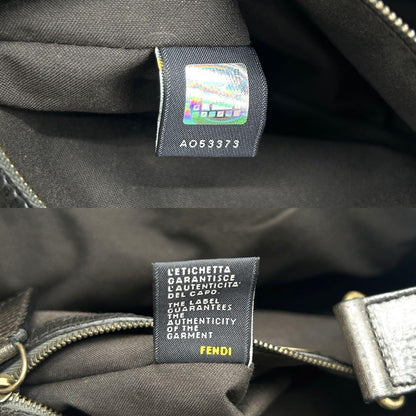 AO53373
L'ETICHETTA
GARANTISCE
L'AUTENTICITA'
DEL CAPO.
THE LABEL
GUARANTEES
THE
AUTHENTICITY
OF THE
GARMENT
FENDI